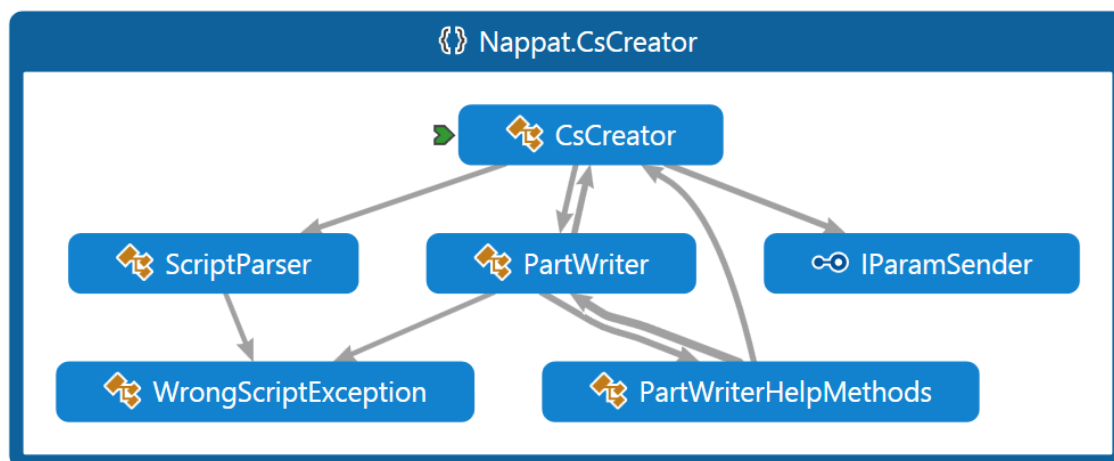 Nappat.CsCreator
CsCreator
ScriptParser
PartWriter
IParamSender
WrongScriptException
PartWriterHelpMethods